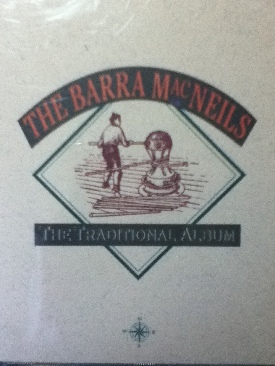 THE BARRA MACNEILS
THE TRADITIONAL ALBUM